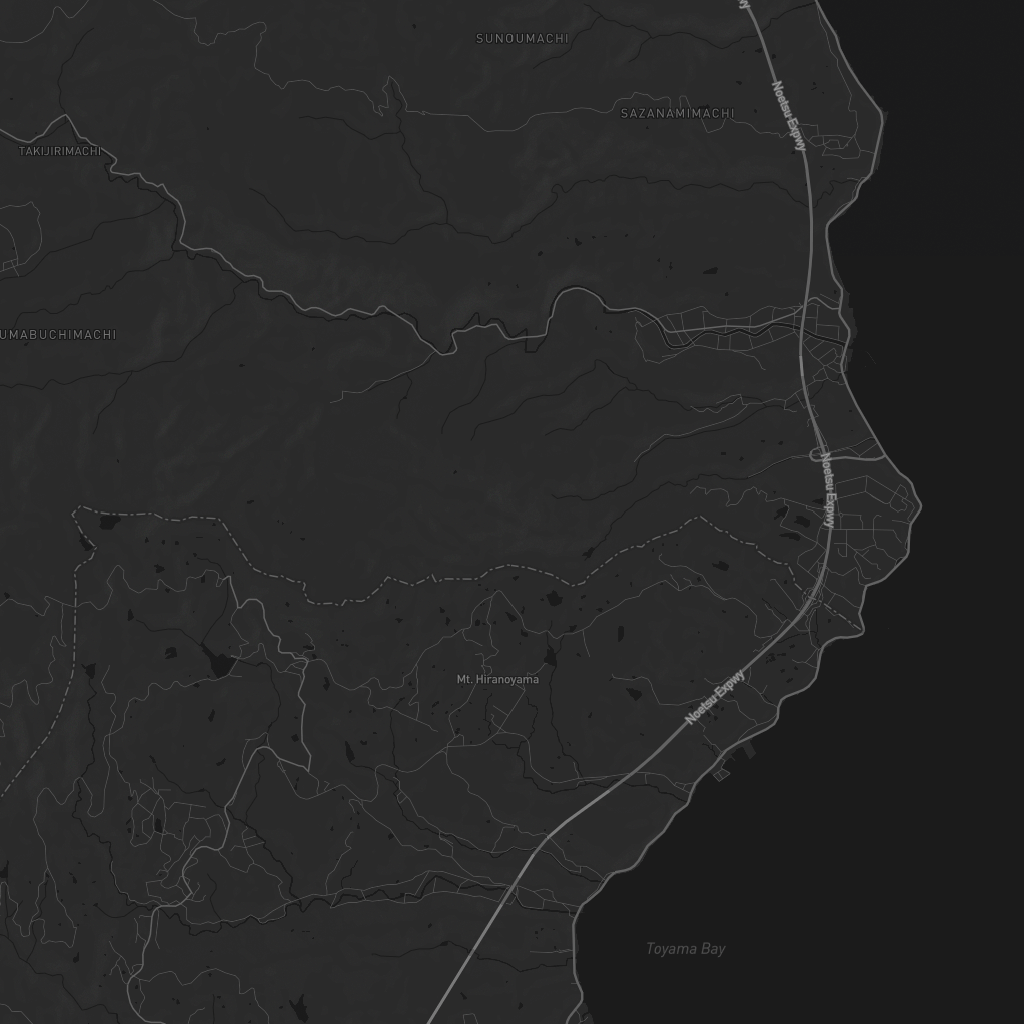 SUNOUMACHI
SAZANAMIMACHI
Noetsu Expwy
TAKIJIRIMACHI
UMABUCHIMACHI
Noetsu Expwy
Mt. Hiranoyama
Noetsu Expwy
Toyama Bay